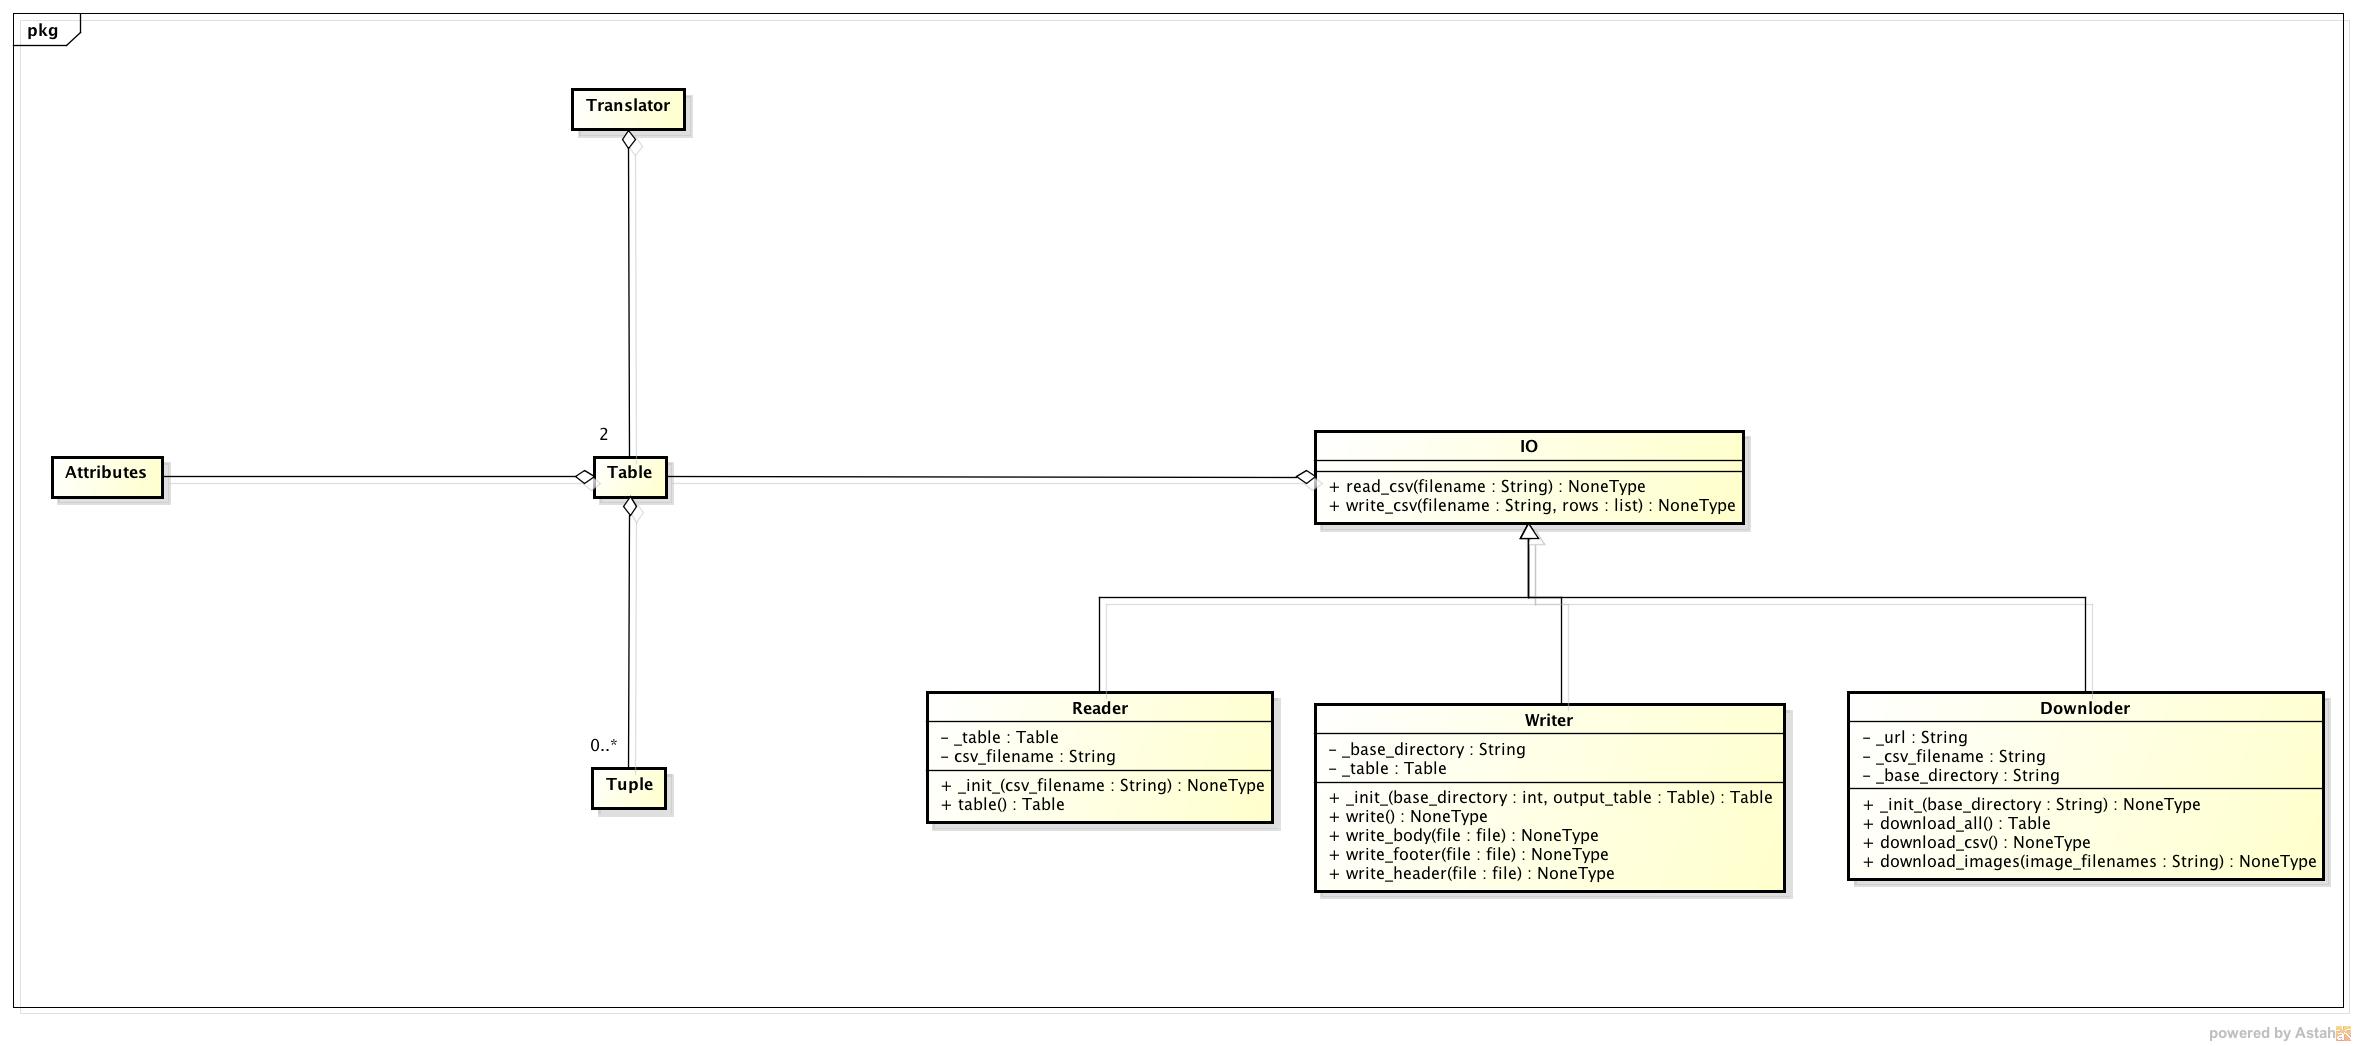 pkg
Translator
2
Attributes
Table
IO
+ read_csv(filename : String) : NoneType
+ write_csv(filename : String, rows : list) : NoneType
0..*
Tuple
Reader
- _table : Table
- csv_filename : String
+ _init_(csv_filename : String) : NoneType
+ table() : Table
Writer
- _base_directory : String
- _table : Table
+ _init_(base_directory : int, output_table : Table) : Table
+ write() : NoneType
+ write_body(file : file) : NoneType
+ write_footer(file : file) : NoneType
+ write_header(file : file) : NoneType
Downloder
- _url : String
- _csv_filename : String
- _base_directory : String
+ _init_(base_directory : String) : NoneType
+ download_all() : Table
+ download_csv() : NoneType
+ download_images(image_filenames : String) : NoneType
powered by Astah